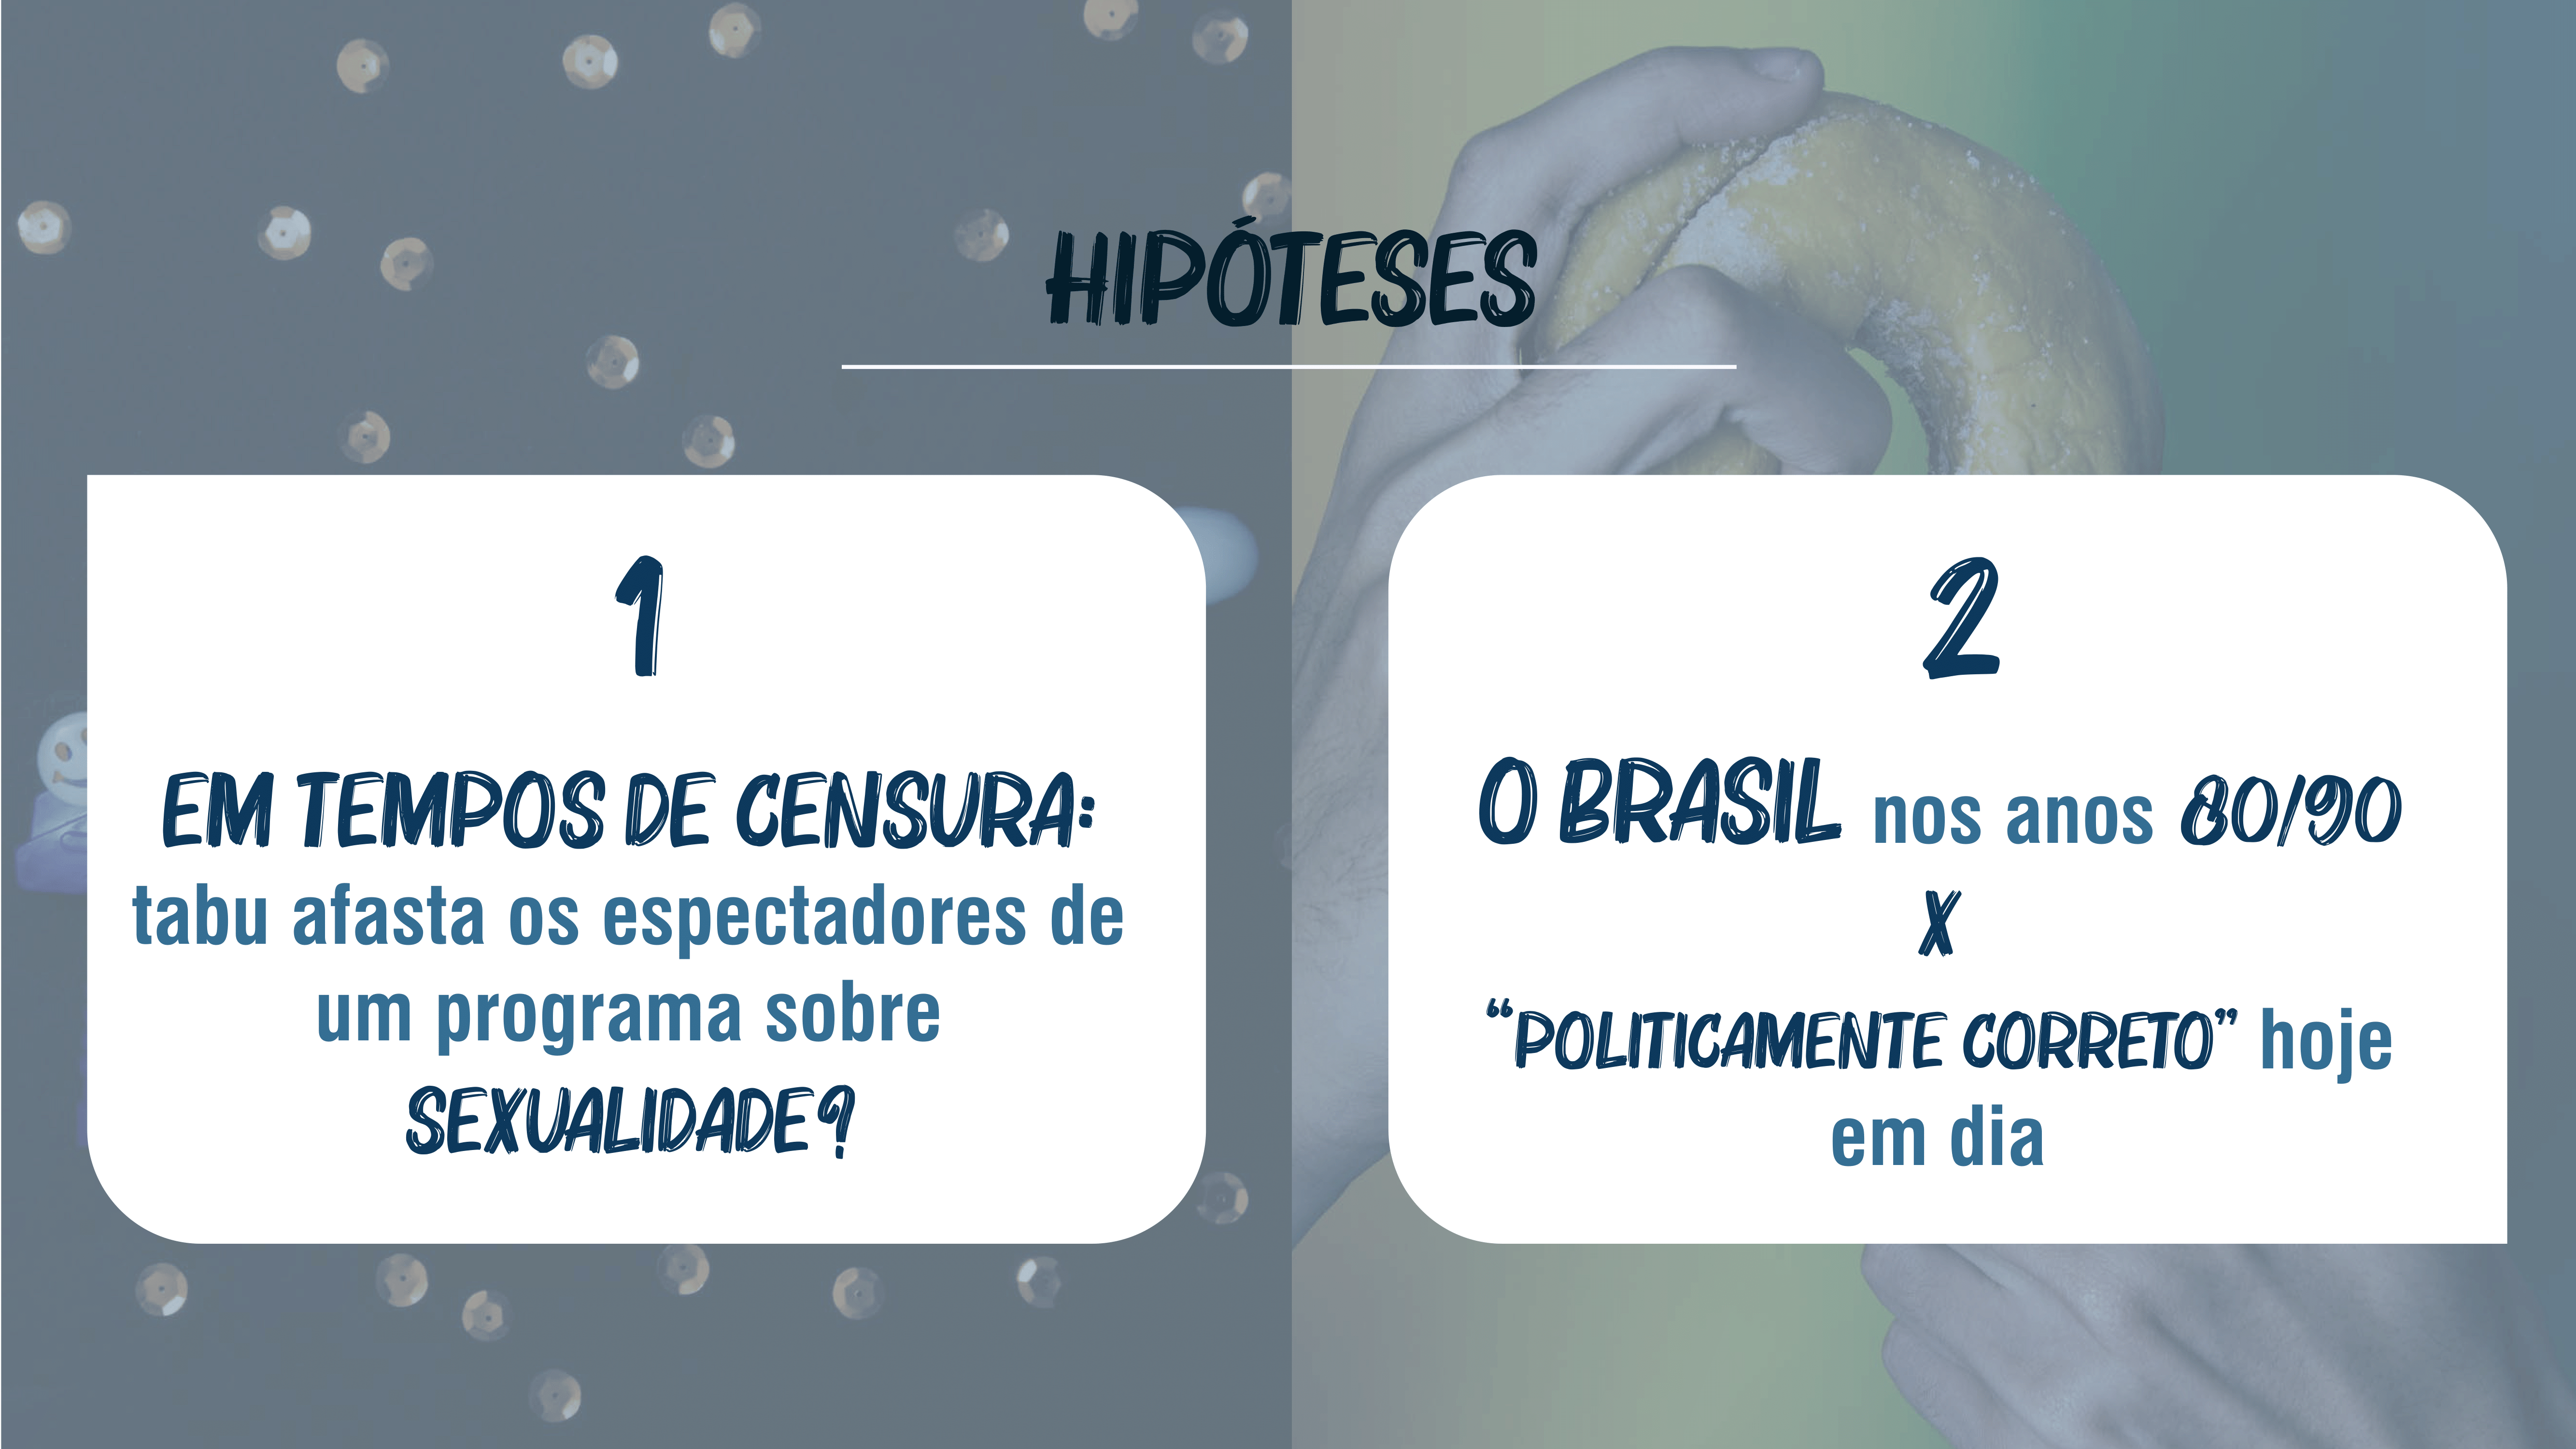 HIPÓTESES
1
EM TEMPOS DE CENSURA:
tabu afasta os espectadores de
um programa sobre
SEXUALIDADE?
2
O BRASIL nos anos 80/90
X
“POLITICAMENTE CORRETO” hoje
em dia